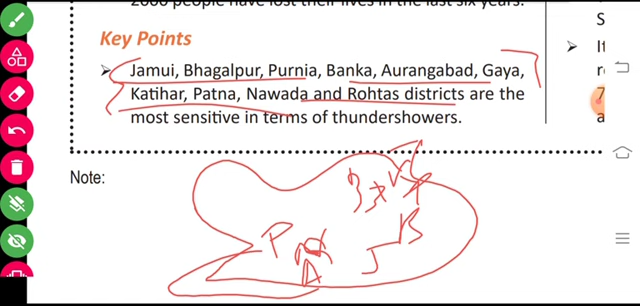 2000 people have lost their lives in the last six years.
Key Points
➤ Jamui, Bhagalpur, Purnia, Banka, Aurangabad, Gaya,
Katihar, Patna, Nawada and Rohtas districts are the
most sensitive in terms of thundershowers.
Note:
S
➤ It
r
7
a